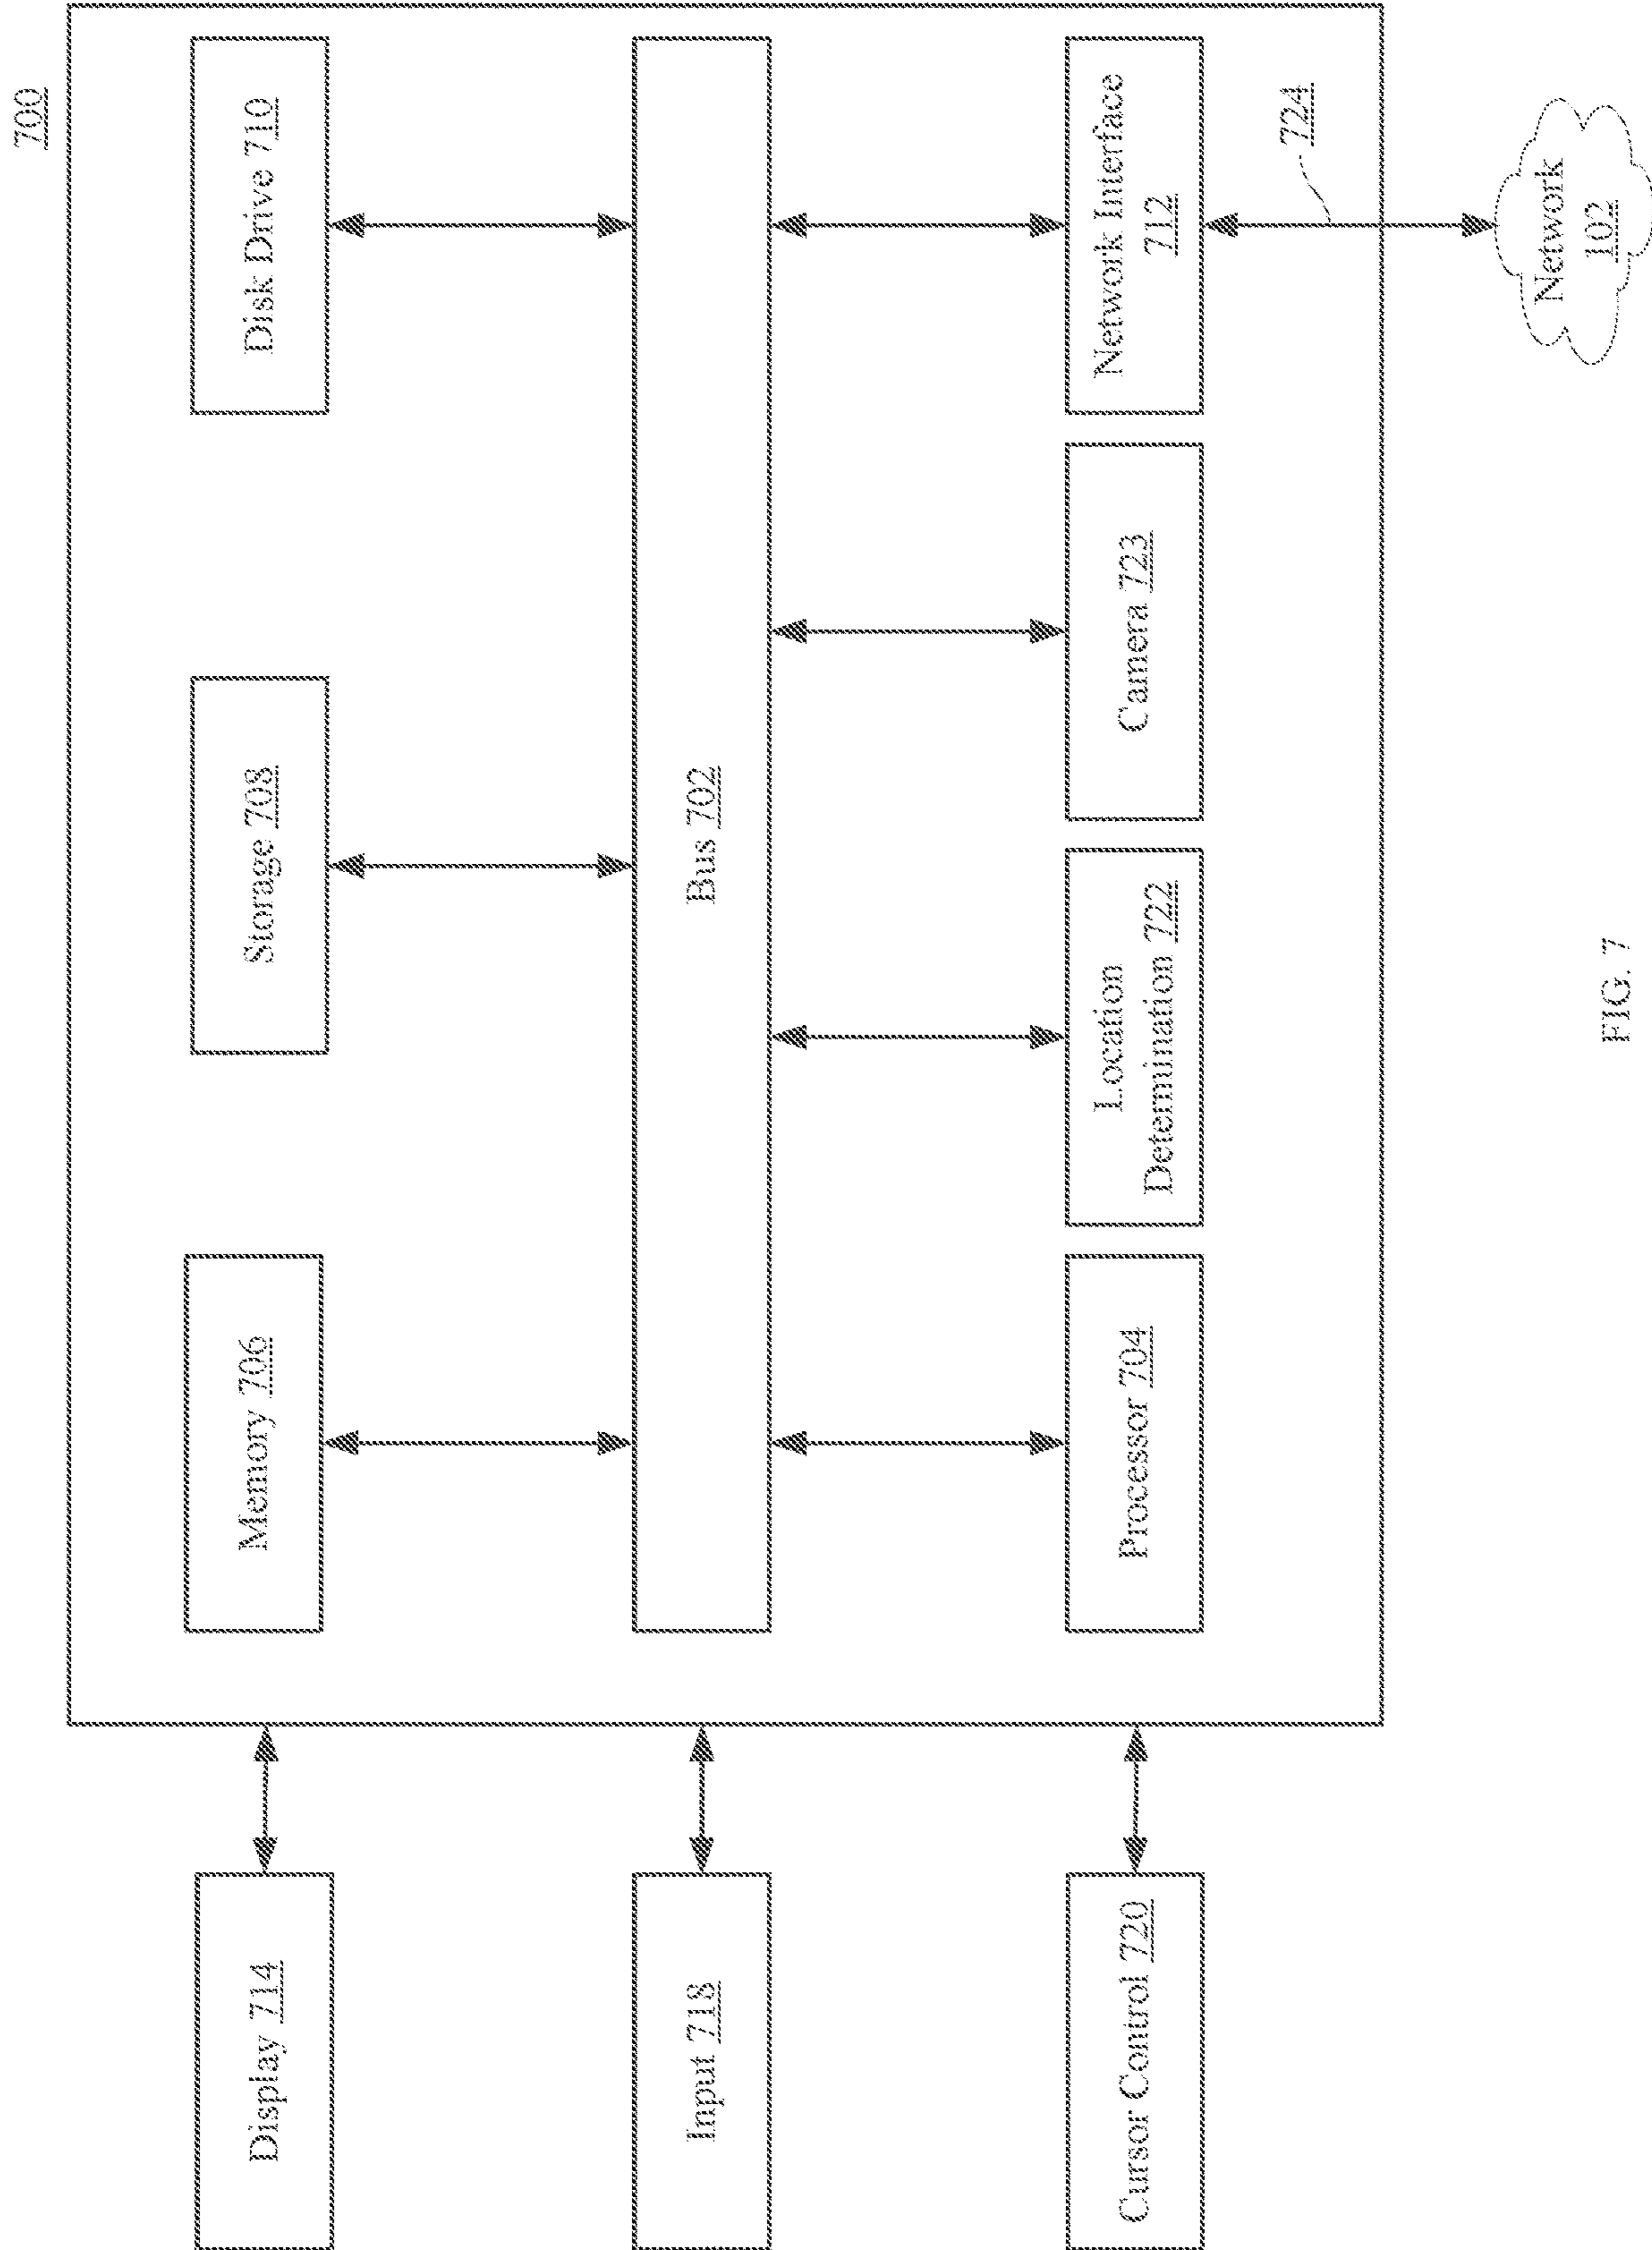 700
Display 714
Memory 706
Storage 708
Disk Drive 710
Input 718
Bus 702
Cursor Control 720
Processor 704
Location
Determination 722
Camera 723
Network Interface
712
724
Network
102
FIG. 7